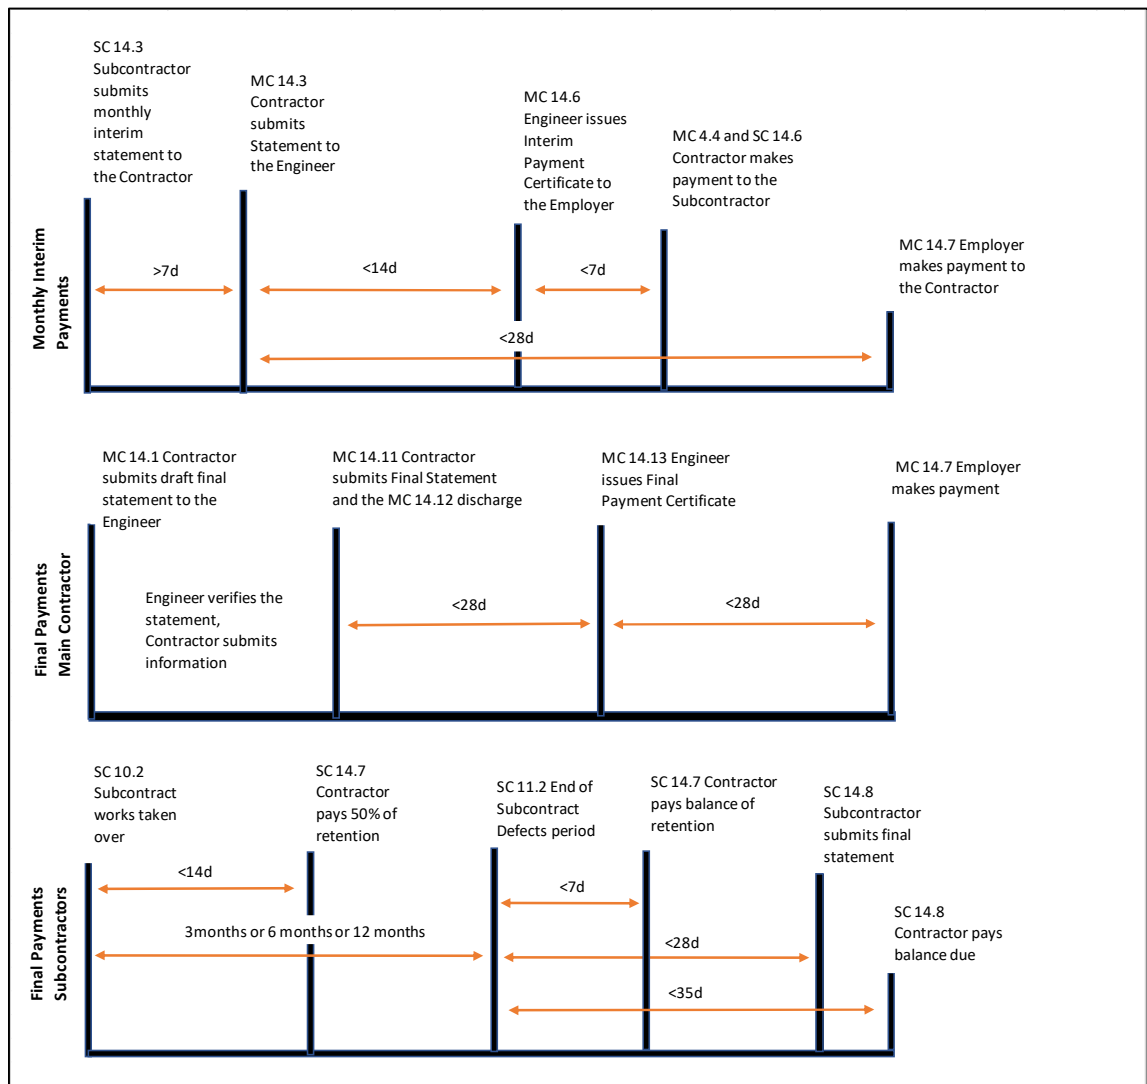 SC 14.3
Subcontractor
submits
monthly
interim
statement to
the Contractor
MC 14.3
Contractor
submits
Statement to
the Engineer
MC 14.6
Engineer issues
Interim
Payment
Certificate to
the Employer
MC 4.4 and SC 14.6
Contractor makes
payment to the
Subcontractor
MC 14.7 Employer
makes payment to
the Contractor
>7d
<14d
<7d
<28d
Monthly Interim
Payments
MC 14.1 Contractor
submits draft final
statement to the
Engineer
MC 14.11 Contractor
submits Final Statement
and the MC 14.12 discharge
MC 14.13 Engineer
issues Final
Payment Certificate
MC 14.7 Employer
makes payment
Engineer verifies the
statement,
Contractor submits
information
<28d
<28d
Final Payments
Main Contractor
SC 10.2
Subcontract
works taken
over
SC 14.7
Contractor
pays 50% of
retention
SC 11.2 End of
Subcontract
Defects period
SC 14.7 Contractor
pays balance of
retention
SC 14.8
Subcontractor
submits final
statement
SC 14.8
Contractor pays
balance due
<14d
3months or 6 months or 12 months
<7d
<28d
<35d
Final Payments
Subcontractors